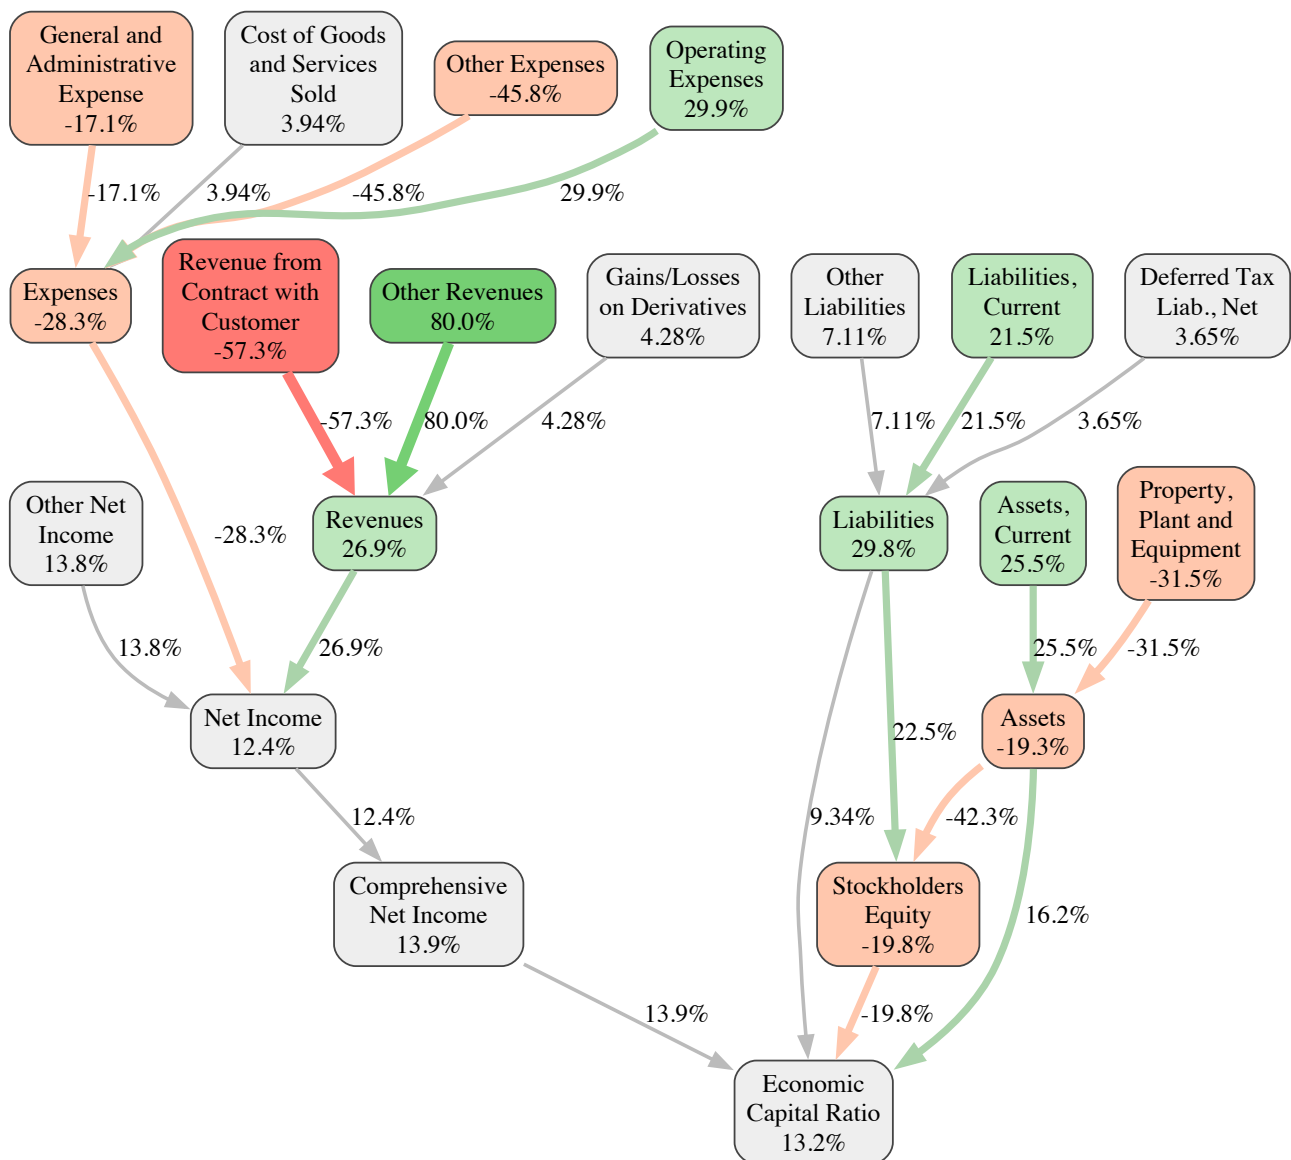 General and
Administrative
Expense
-17.1%
Cost of Goods
and Services
Sold
3.94%
Other Expenses
-45.8%
Operating
Expenses
29.9%
-17.1%
3.94%
-45.8%
29.9%
Expenses
-28.3%
Revenue from
Contract with
Customer
-57.3%
Other Revenues
80.0%
Gains/Losses
on Derivatives
4.28%
Other
Liabilities
7.11%
Liabilities,
Current
21.5%
Deferred Tax
Liab., Net
3.65%
-57.3%
80.0%
4.28%
7.11%
21.5%
3.65%
Other Net
Income
13.8%
-28.3%
Revenues
26.9%
Liabilities
29.8%
Assets,
Current
25.5%
Property,
Plant and
Equipment
-31.5%
13.8%
26.9%
25.5%
-31.5%
Net Income
12.4%
22.5%
Assets
-19.3%
12.4%
9.34%
-42.3%
Comprehensive
Net Income
13.9%
Stockholders
Equity
-19.8%
16.2%
13.9%
-19.8%
Economic
Capital Ratio
13.2%